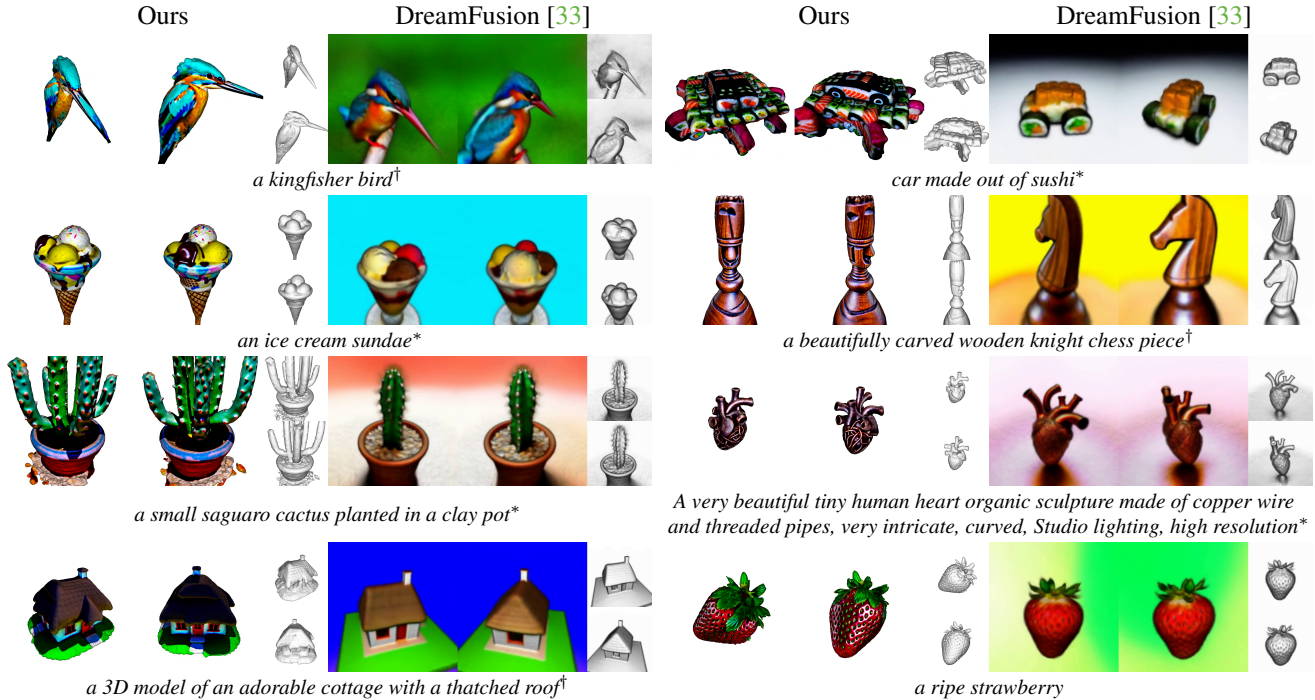 Ours DreamFusion [33] Ours DreamFusion [33]
a kingfisher bird† car made out of sushi*
an ice cream sundae* a beautifully carved wooden knight chess piece†
a small saguaro cactus planted in a clay pot* A very beautiful tiny human heart organic sculpture made of copper wire
and threaded pipes, very intricate, curved, Studio lighting, high resolution*
a 3D model of an adorable cottage with a thatched roof† a ripe strawberry